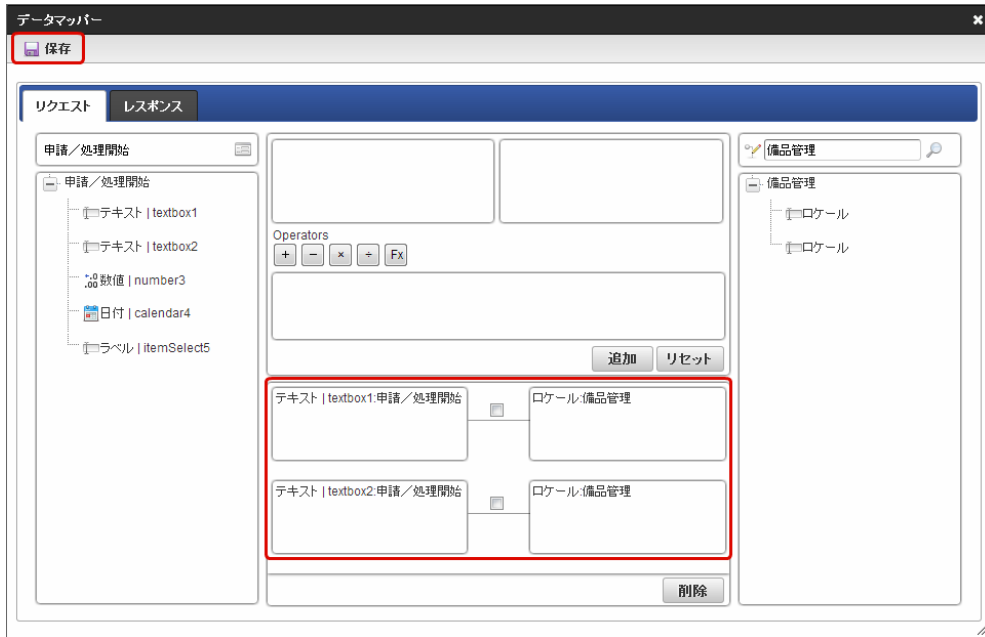 データマッパー
保存
リクエスト
レスポンス
申請／処理開始
申請／処理開始
テキスト | textbox1
テキスト | textbox2
数値 | number3
日付 | calendar4
ラベル | itemSelect5
Operators
+ − × ÷ Fx
追加
リセット
テキスト | textbox1:申請／処理開始
ロケール:備品管理
テキスト | textbox2:申請／処理開始
ロケール:備品管理
削除
備品管理
備品管理
ロケール
ロケール